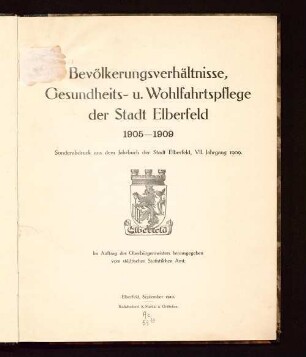 Bevölkerungsverhältnisse,
Gesundheits- u. Wohlfahrtspflege
der Stadt Elberfeld
1905—1909
Sonderabdruck aus dem Jahrbuch der Stadt Elberfeld, VII. Jahrgang 1909.
Elberfeld
Im Auftrag des Oberbürgermeisters herausgegeben
vom städtischen Statistischen Amt.
Elberfeld, September